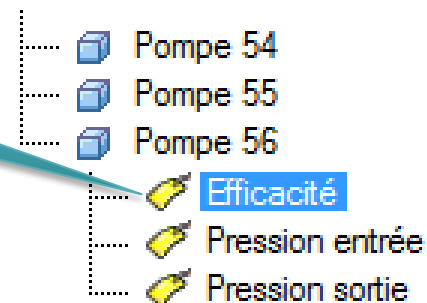 Pompe 54
Pompe 55
Pompe 56
Efficacité
Pression entrée
Pression sortie